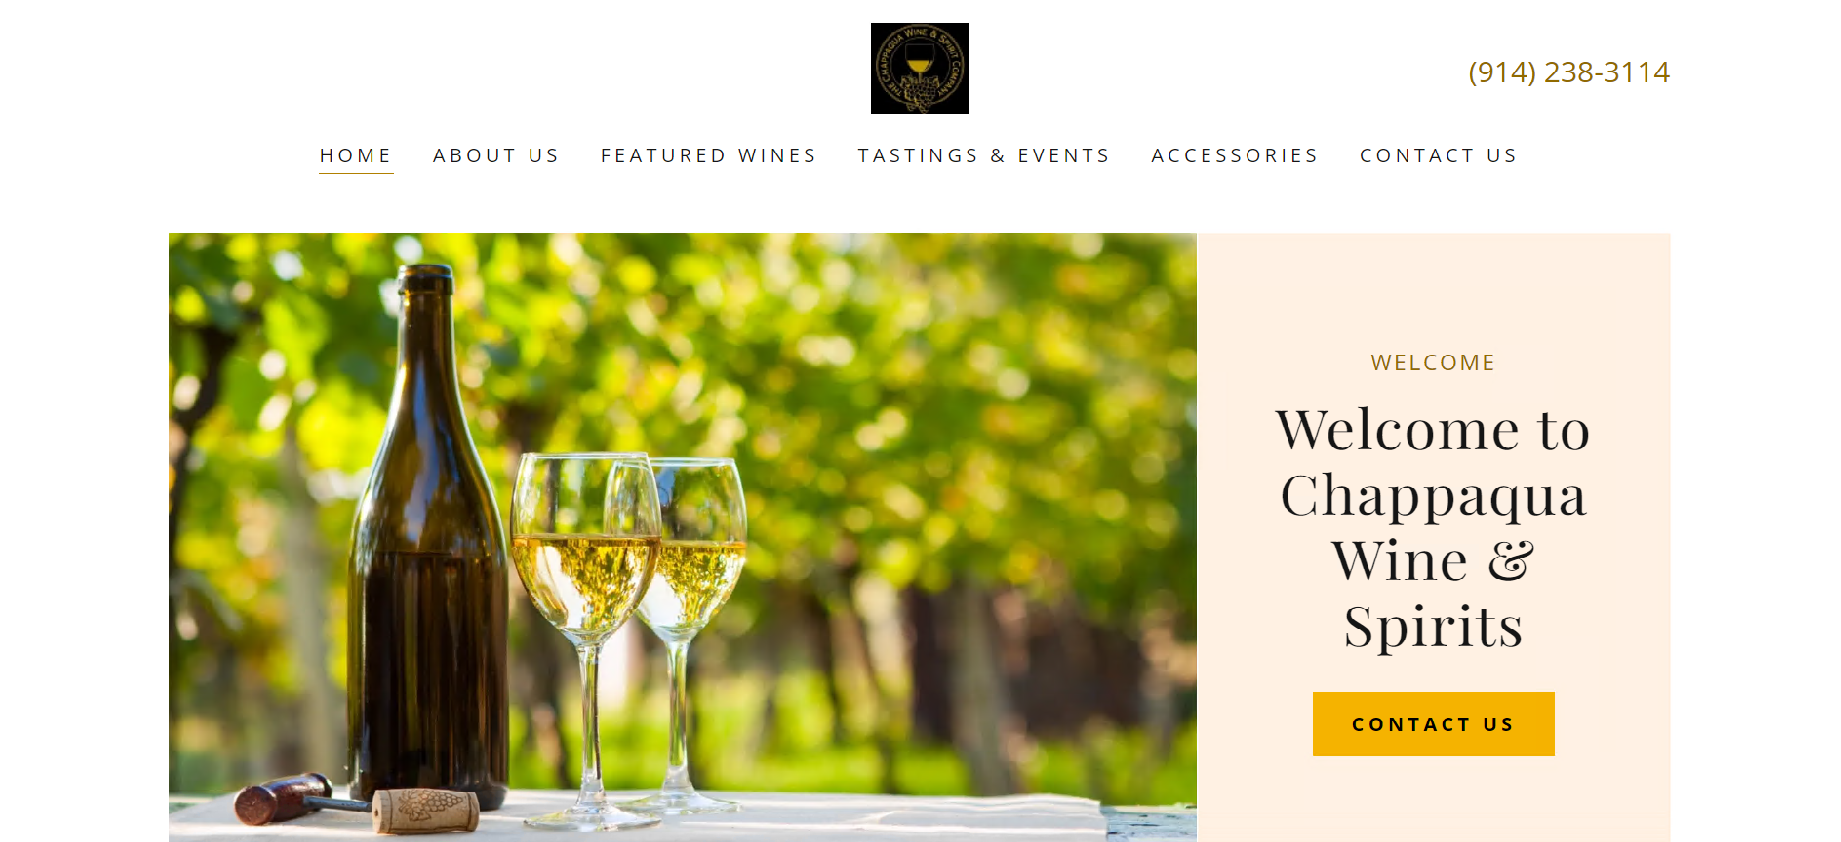 THE CHAPPAQUA WINE & SPIRIT COMPANY
(914) 238-3114
HOME
ABOUT US
FEATURED WINES
TASTINGS & EVENTS
ACCESSORIES
CONTACT US
WELCOME
Welcome to
Chappaqua
Wine &
Spirits
CONTACT US